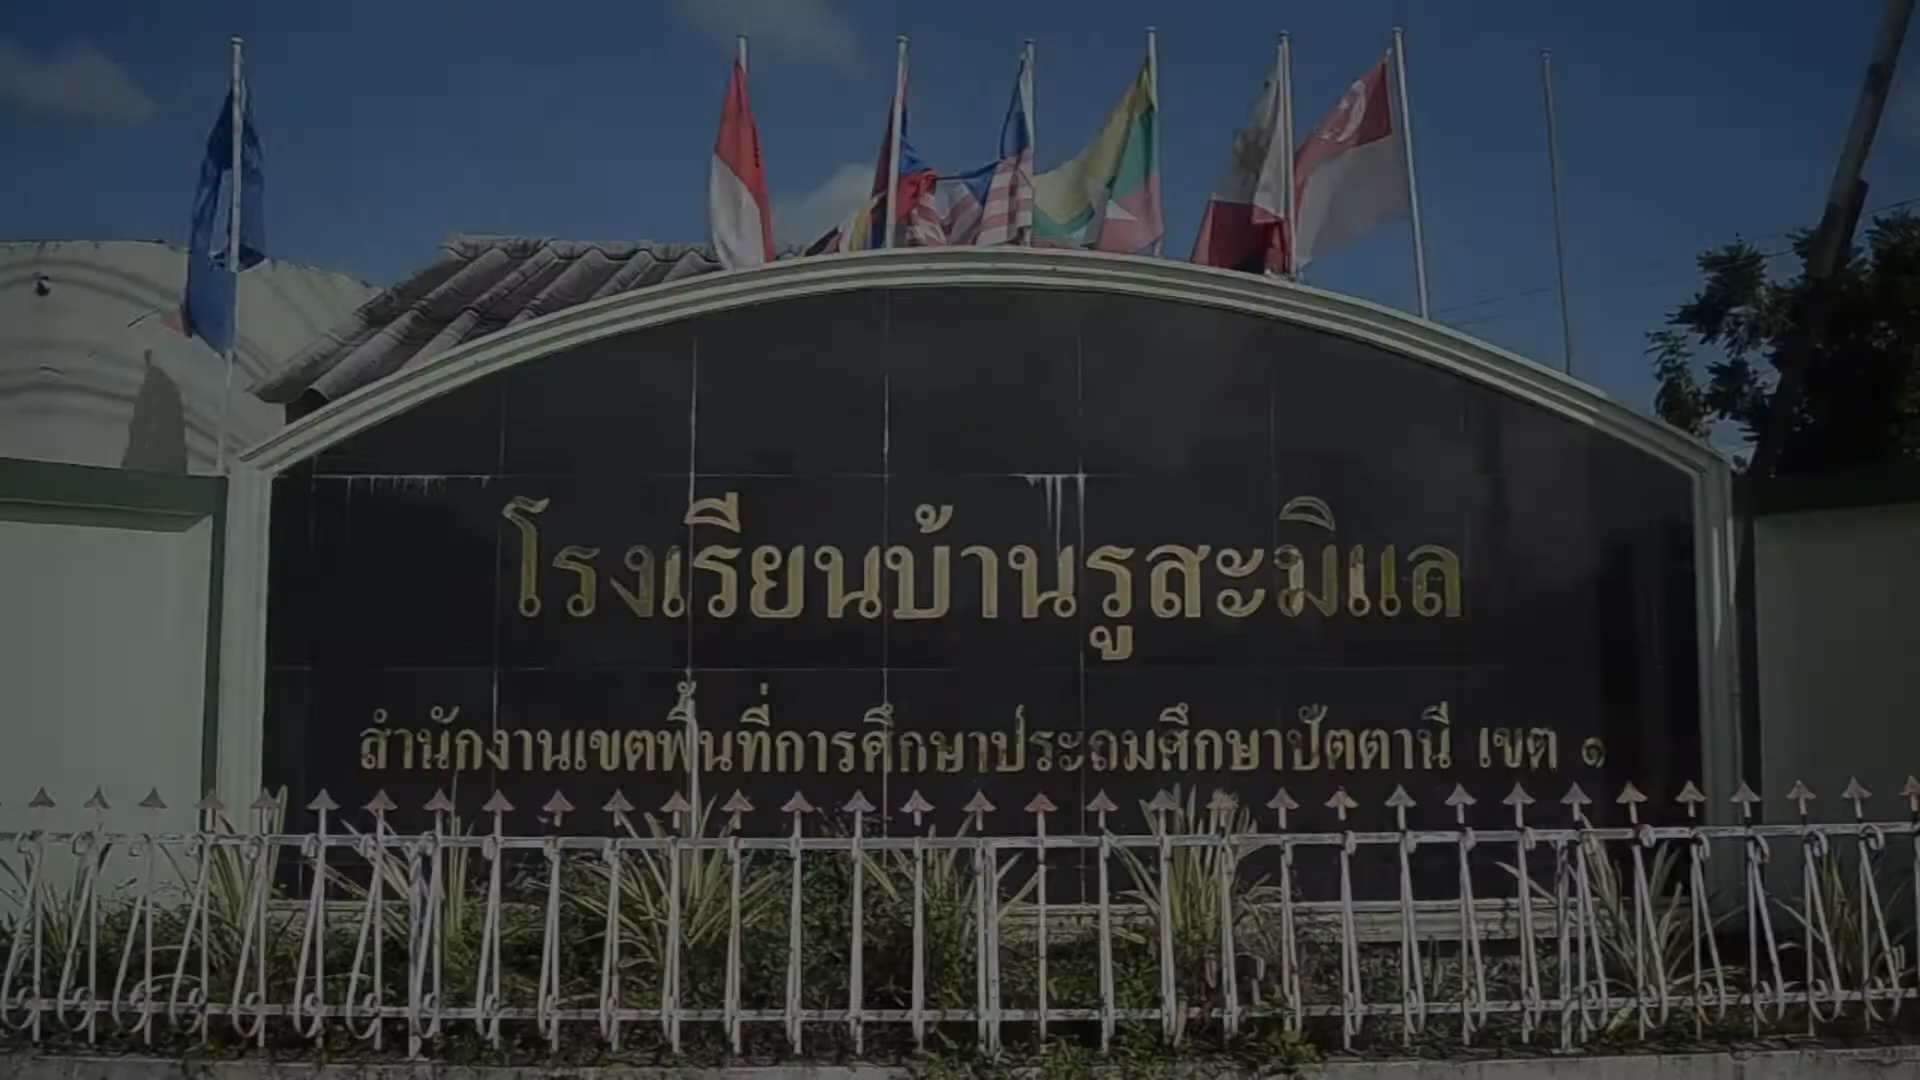 โรงเรียนบ้านรูสะมิแล
สำนักงานเขตพื้นที่การศึกษาประถมศึกษาปัตตานี เขต ๑